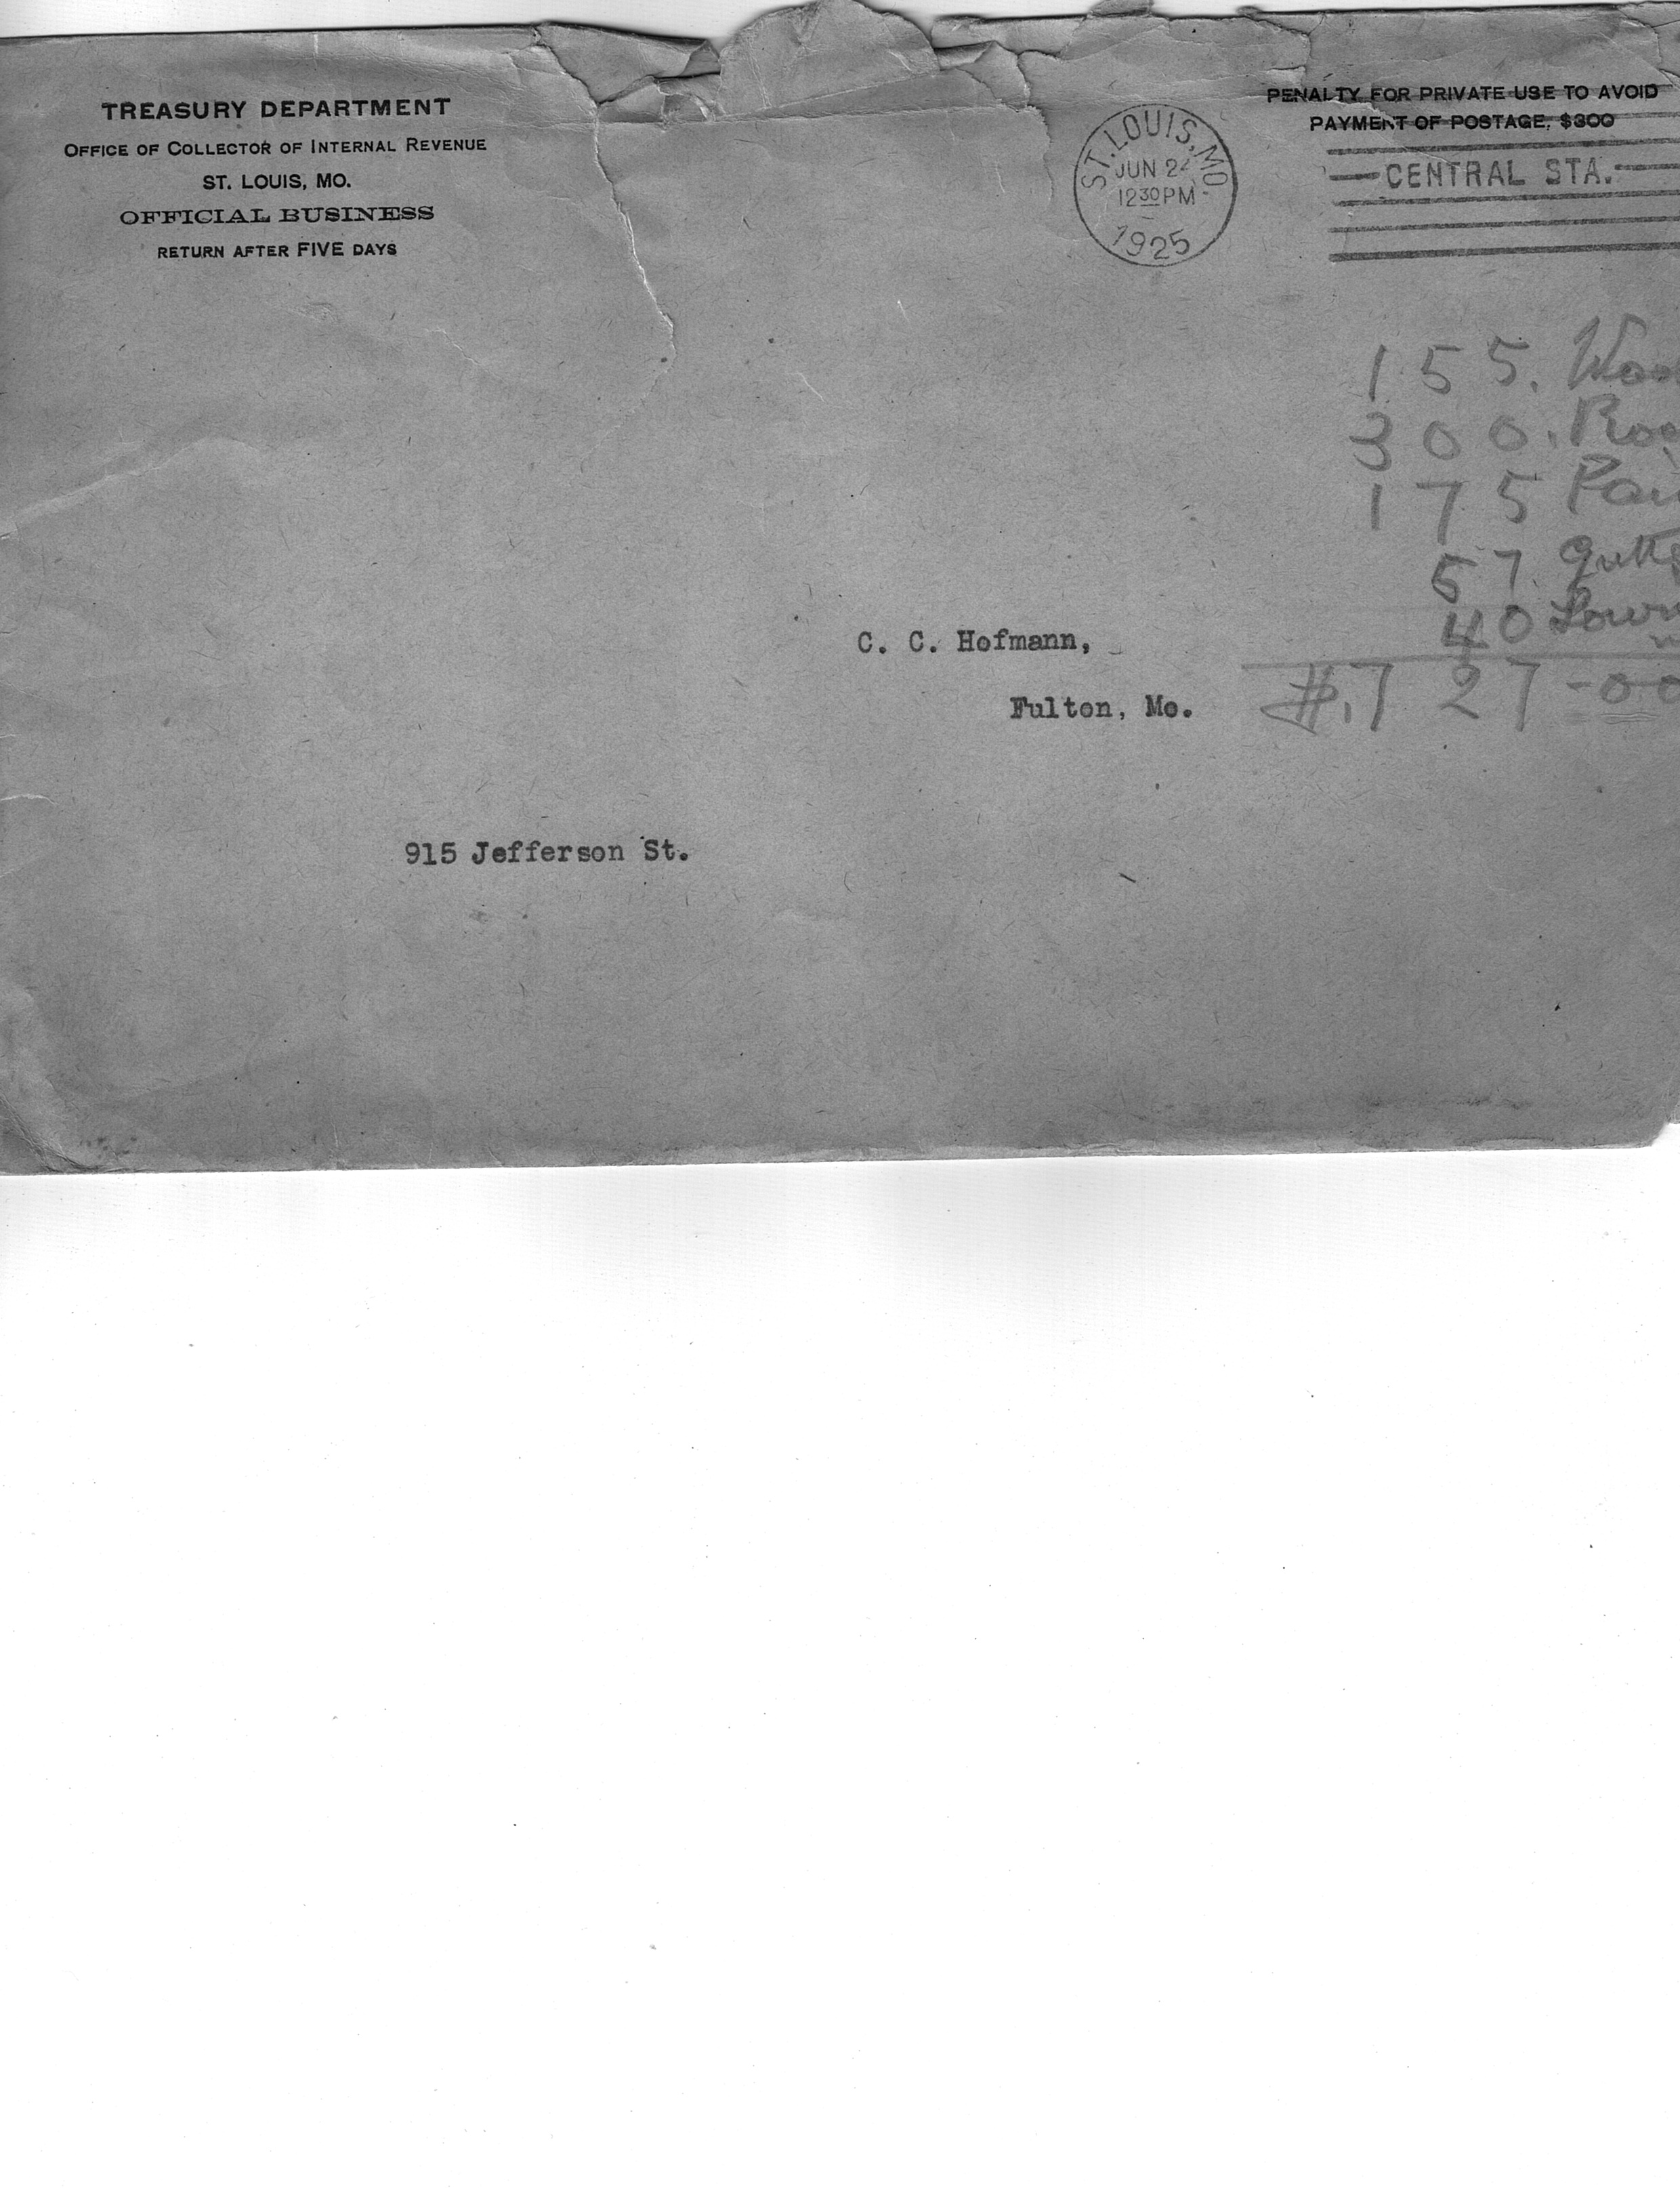 TREASURY DEPARTMENT
OFFICE OF COLLECTOR OF INTERNAL REVENUE
ST. LOUIS, MO.
OFFICIAL BUSINESS
RETURN AFTER FIVE DAYS
ST. LOUIS, MO
JUN 24
12 30 PM
1925
PENALTY FOR PRIVATE USE TO AVOID
PAYMENT OF POSTAGE, $300
CENTRAL STA.
155.
300.
175
57.
40
$.727-00
C. C. Hofmann,
Fulton, Mo.
915 Jefferson St.